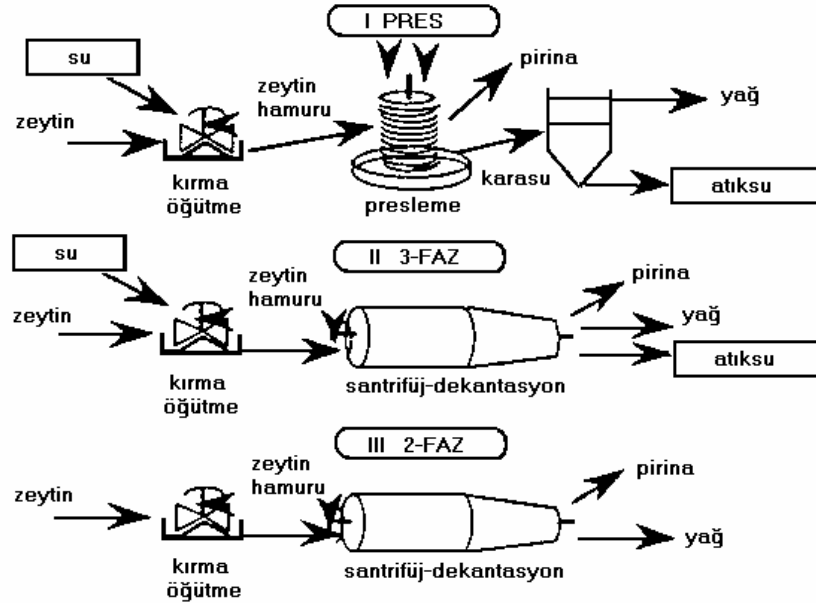 I PRES
su
zeytin
hamuru
pirina
yağ
zeytin
kırma
öğütme
presleme
karasu
atıksu
II 3-FAZ
su
zeytin
hamuru
pirina
zeytin
yağ
atıksu
kırma
öğütme
santrifüj-dekantasyon
III 2-FAZ
zeytin
hamuru
pirina
zeytin
yağ
kırma
öğütme
santrifüj-dekantasyon